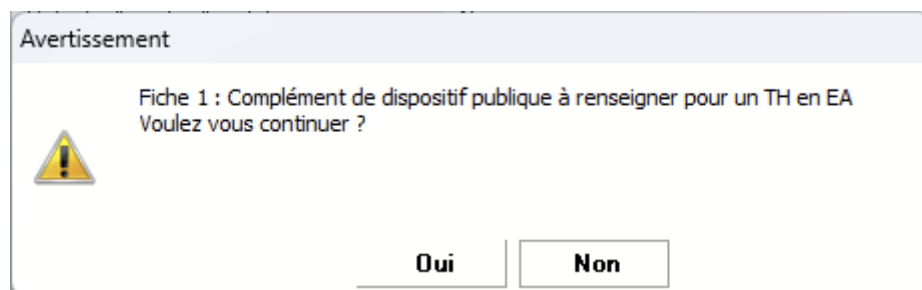 Avertissement
Fiche 1 : Complément de dispositif publique à renseigner pour un TH en EA
Voulez vous continuer ?
Oui
Non